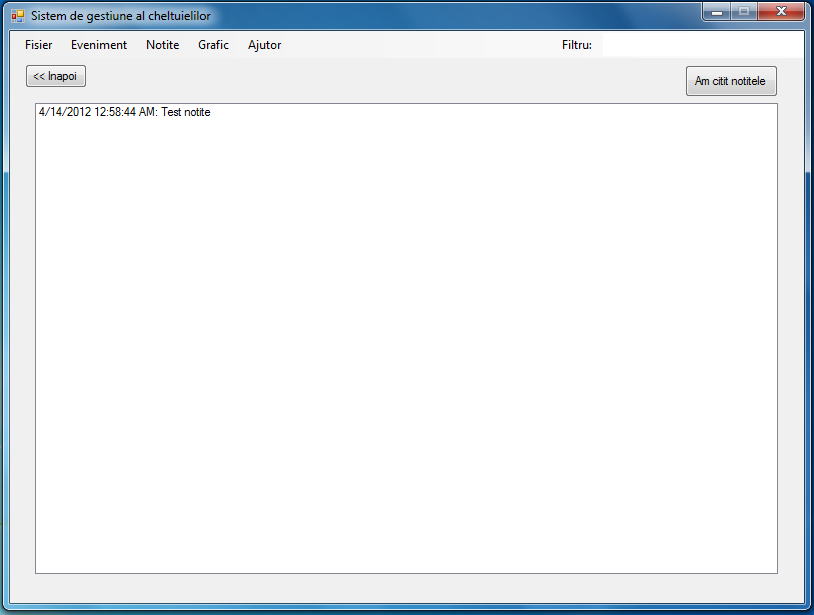 Sistem de gestiune al cheltuielilor
Fisier Eveniment Notite Grafic Ajutor Filtru:
<< Inapoi
Am citit notitele
4/14/2012 12:58:44 AM: Test notite